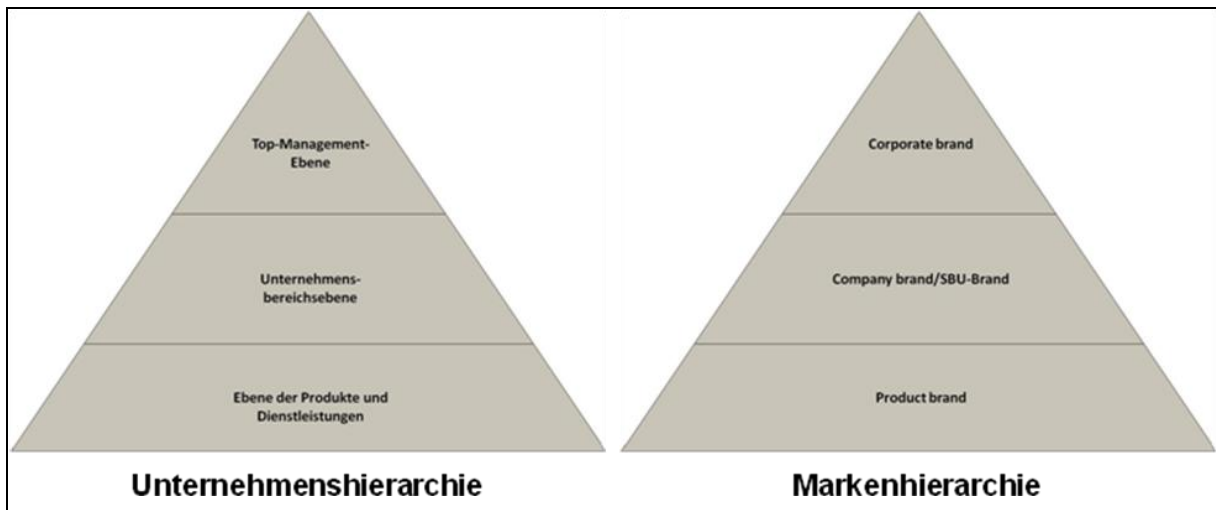 Top-Management-
Ebene
Unternehmens-
bereichsebene
Ebene der Produkte und
Dienstleistungen
Unternehmenshierarchie
Corporate brand
Company brand/SBU-Brand
Product brand
Markenhierarchie